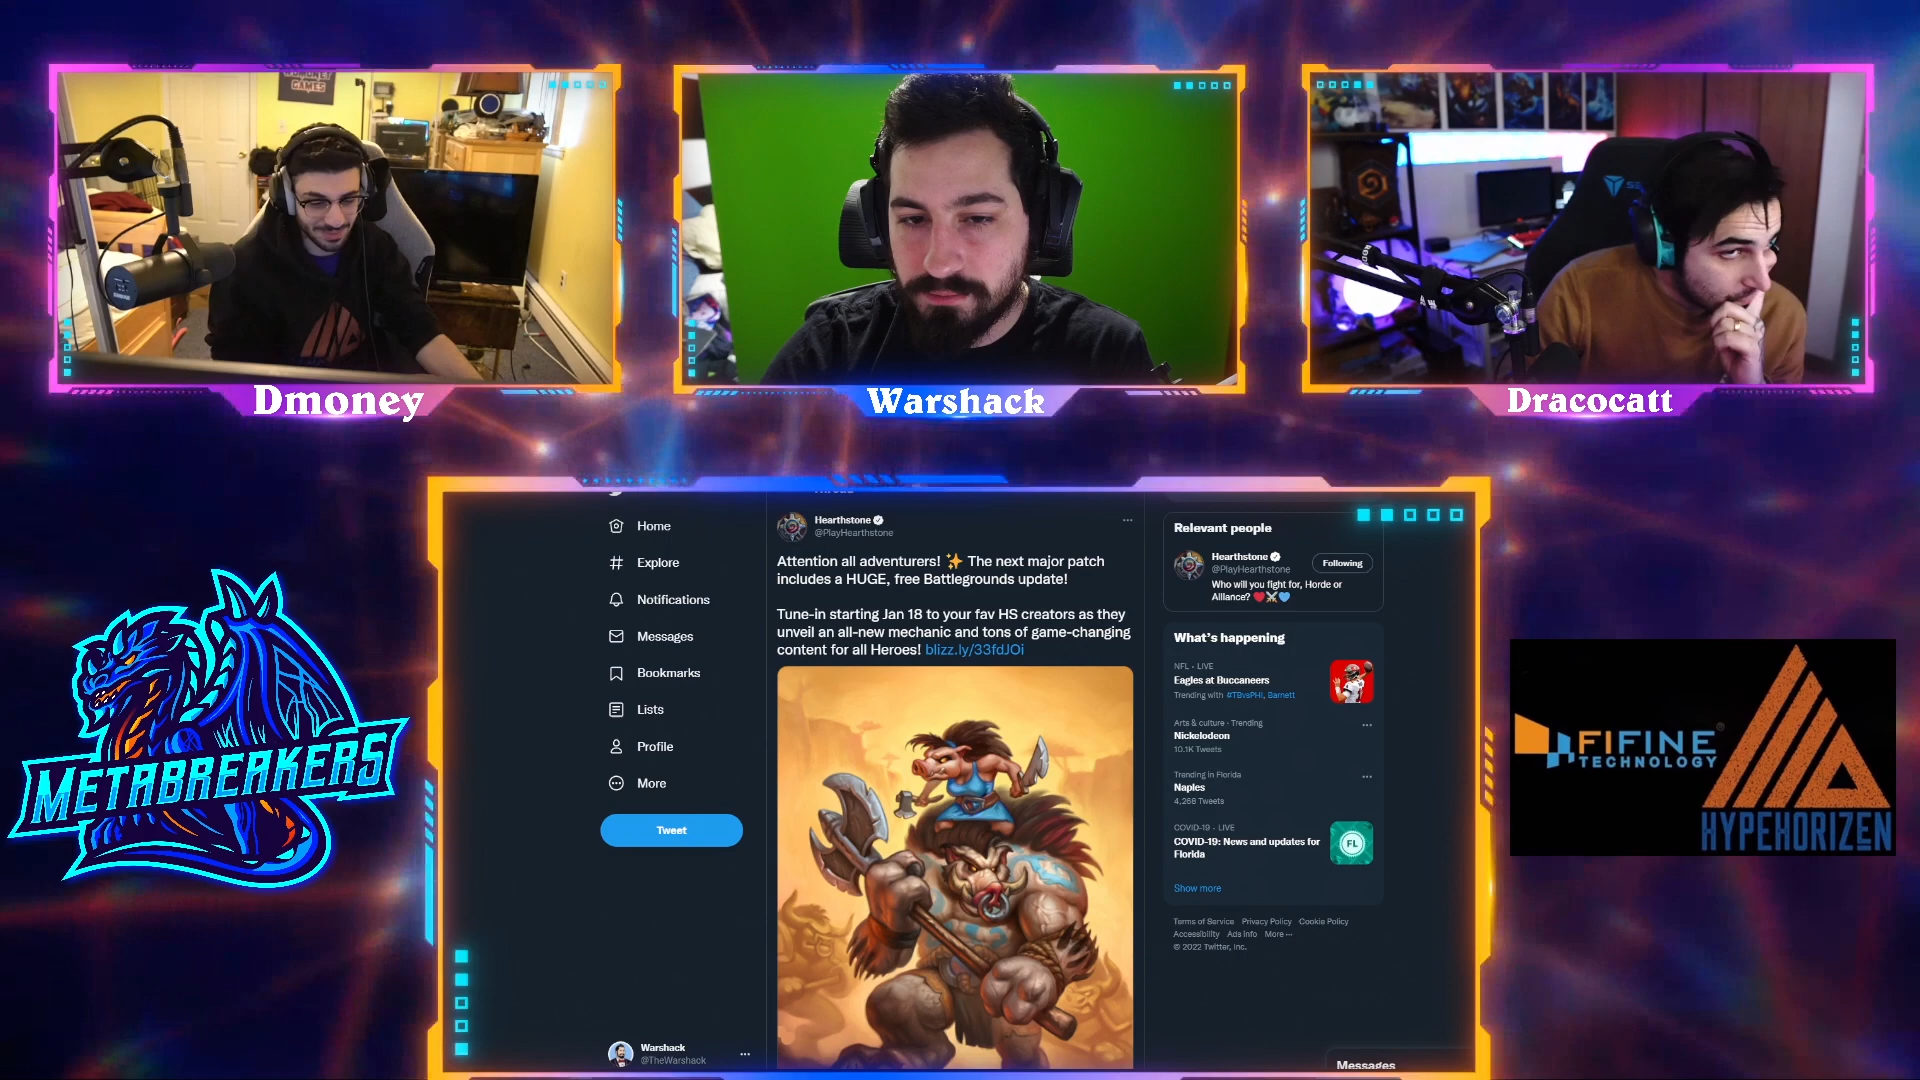 DMONEY
GAMES
Dmoney
Warshack
Dracocatt
Home
Explore
Notifications
Messages
Bookmarks
Lists
Profile
More
Tweet
Warshack
@TheWarshack
Hearthstone
@PlayHearthstone
Attention all adventurers! ✨ The next major patch
includes a HUGE, free Battlegrounds update!
Tune-in starting Jan 18 to your fav HS creators as they
unveil an all-new mechanic and tons of game-changing
content for all Heroes! blizz.ly/33fdJOi
Relevant people
Hearthstone
@PlayHearthstone
Following
Who will you fight for, Horde or
Alliance? ❤️⚔️💙
What's happening
NFL · LIVE
Eagles at Buccaneers
Trending with #TBvsPHI, Barnett
Arts & culture · Trending
Nickelodeon
10.1K Tweets
Trending in Florida
Naples
4,268 Tweets
COVID-19 · LIVE
COVID-19: News and updates for
Florida
FL
Show more
Terms of Service Privacy Policy Cookie Policy
Accessibility Ads info More ···
© 2022 Twitter, Inc.
Messages
METABREAKERS
FIFINE®
TECHNOLOGY
HYPEHORIZEN